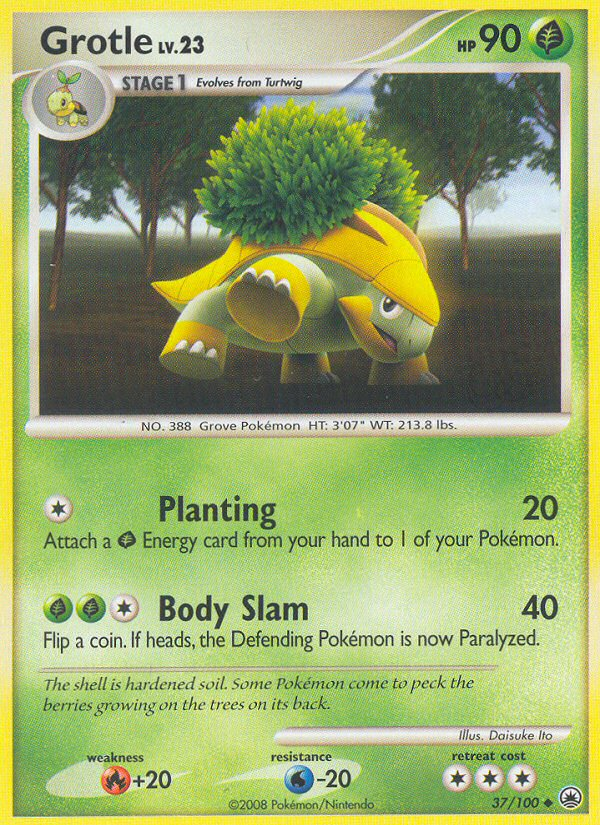 Grotle LV.23 HP 90
STAGE 1 Evolves from Turtwig
NO. 388 Grove Pokémon HT: 3'07" WT: 213.8 lbs.
Planting 20
Attach a Energy card from your hand to 1 of your Pokémon.
Body Slam 40
Flip a coin. If heads, the Defending Pokémon is now Paralyzed.
The shell is hardened soil. Some Pokémon come to peck the
berries growing on the trees on its back.
Illus. Daisuke Ito
weakness resistance retreat cost
+20 -20
©2008 Pokémon/Nintendo 37/100